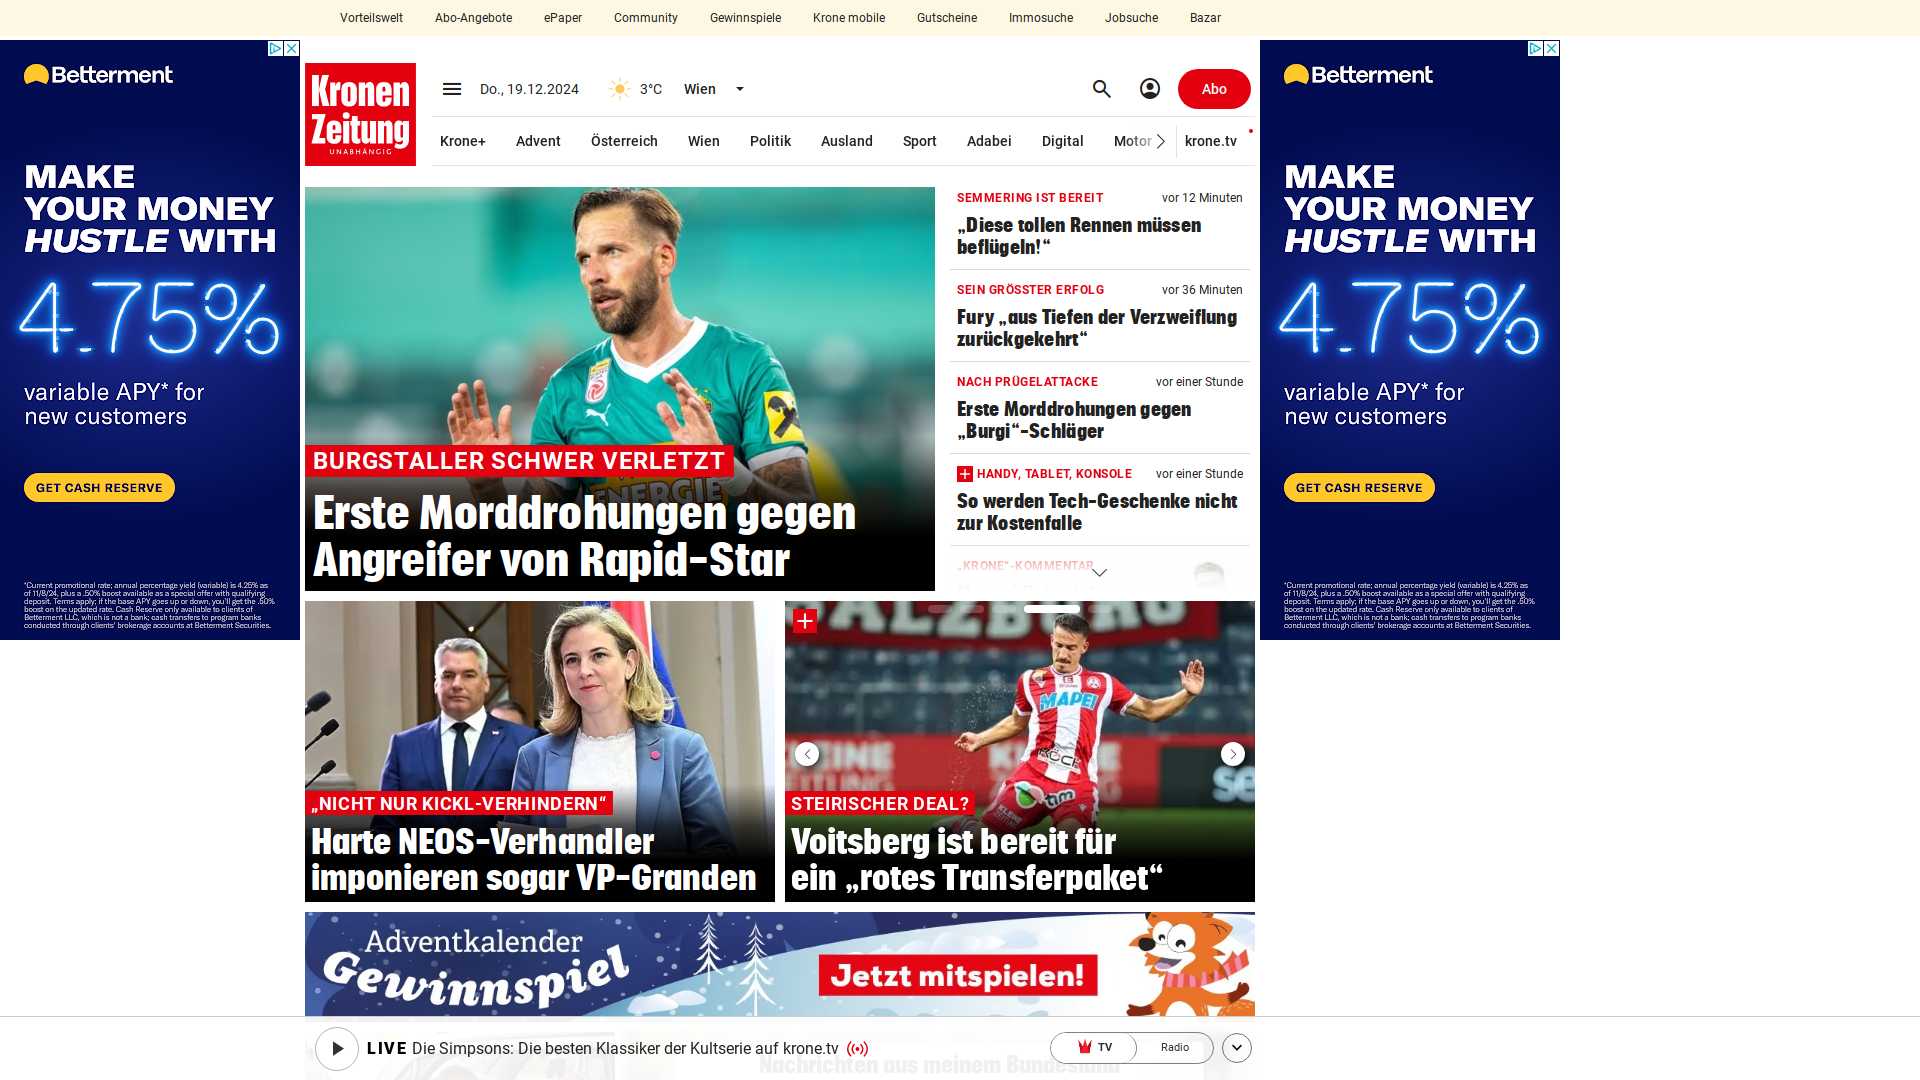 Vorteilswelt Abo-Angebote ePaper Community Gewinnspiele Krone mobile Gutscheine Immosuche Jobsuche Bazar
Betterment
MAKE
YOUR MONEY
HUSTLE WITH
4.75%
variable APY* for
new customers
GET CASH RESERVE
*Current promotional rate; annual percentage yield (variable) is 4.25% as
of 11/8/24, plus a .50% boost available as a special offer with qualifying
deposit. Terms apply; if the base APY goes up or down, you'll get the .50%
boost on the updated rate. Cash Reserve only available to clients of
Betterment LLC, which is not a bank; cash transfers to program banks
conducted through clients' brokerage accounts at Betterment Securities.
Kronen
Zeitung
UNABHÄNGIG
Do., 19.12.2024 3°C Wien Abo
Krone+ Advent Österreich Wien Politik Ausland Sport Adabei Digital Motor krone.tv
ENERGIE
BURGSTALLER SCHWER VERLETZT
Erste Morddrohungen gegen
Angreifer von Rapid-Star
SEMMERING IST BEREIT vor 12 Minuten
„Diese tollen Rennen müssen
beflügeln!“
SEIN GRÖSSTER ERFOLG vor 36 Minuten
Fury „aus Tiefen der Verzweiflung
zurückgekehrt“
NACH PRÜGELATTACKE vor einer Stunde
Erste Morddrohungen gegen
„Burgi“-Schläger
HANDY, TABLET, KONSOLE vor einer Stunde
So werden Tech-Geschenke nicht
zur Kostenfalle
„KRONE“-KOMMENTAR
„NICHT NUR KICKL-VERHINDERN“
Harte NEOS-Verhandler
imponieren sogar VP-Granden
ALZBURG
MAPEI
RÖCK
tim
STEIRISCHER DEAL?
Voitsberg ist bereit für
ein „rotes Transferpaket“
Adventkalender
Gewinnspiel
Jetzt mitspielen!
LIVE Die Simpsons: Die besten Klassiker der Kultserie auf krone.tv TV Radio
Nachrichten aus meinem Bundesland
Betterment
MAKE
YOUR MONEY
HUSTLE WITH
4.75%
variable APY* for
new customers
GET CASH RESERVE
*Current promotional rate; annual percentage yield (variable) is 4.25% as
of 11/8/24, plus a .50% boost available as a special offer with qualifying
deposit. Terms apply; if the base APY goes up or down, you'll get the .50%
boost on the updated rate. Cash Reserve only available to clients of
Betterment LLC, which is not a bank; cash transfers to program banks
conducted through clients' brokerage accounts at Betterment Securities.